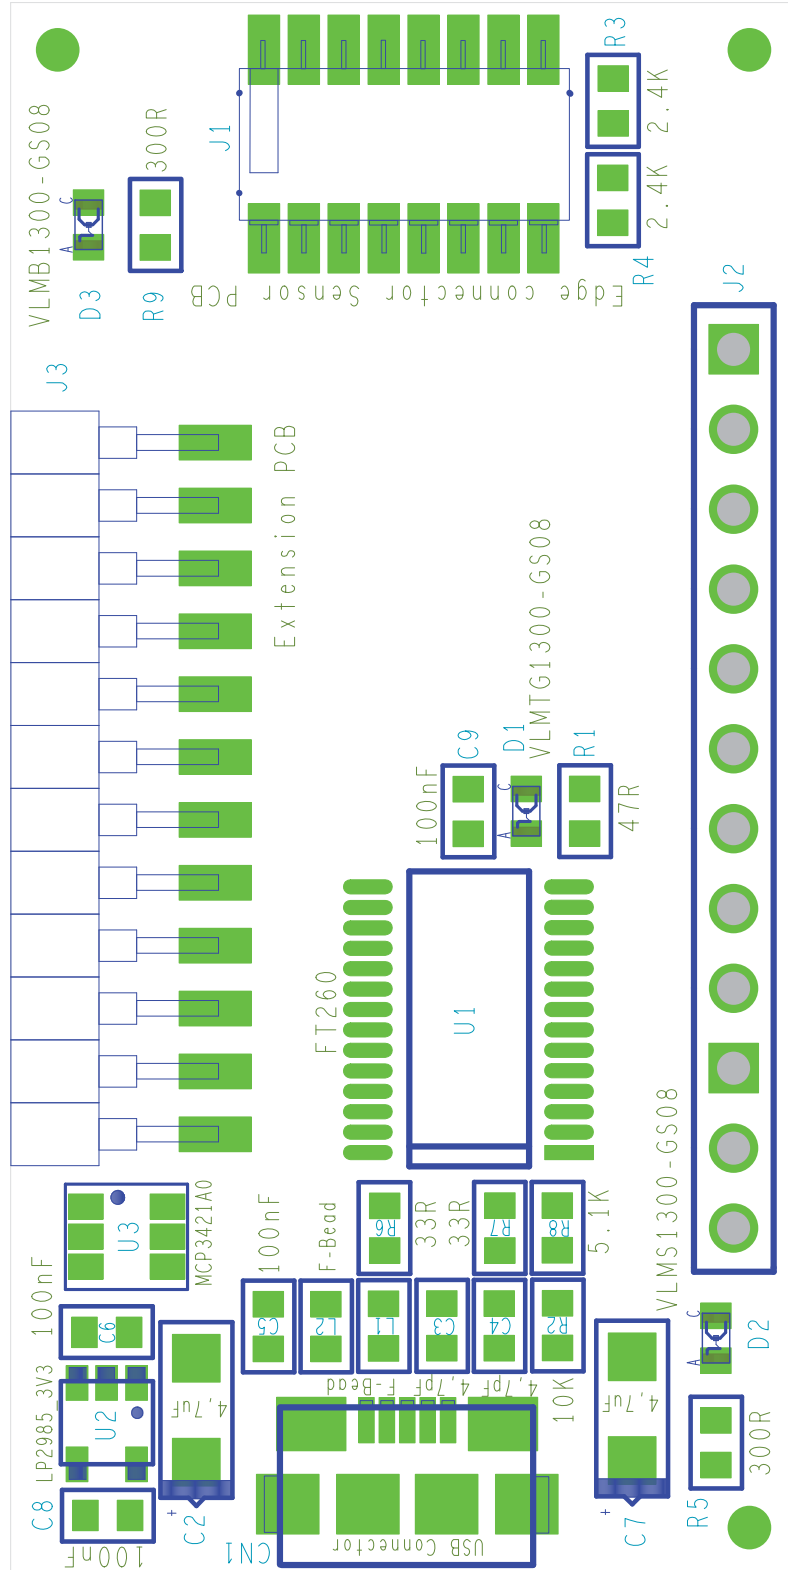 R3
2.4K
J1
300R
VLMB1300-GS08
C
A
D3
R9
2.4K
R4
Edge connector Sensor PCB
J2
J3
Extension PCB
VLMTG1300-GS08
C9
D1
R1
100nF
C
A
47R
FT260
U1
VLMS1300-GS08
MCP3421A0
U3
100nF
F-Bead
R6
33R
33R
R7
R8
5.1K
100nF
C6
C5
L2
L1
C3
C4
R2
C
A
D2
LP2985_3V3
U2
4,7uF
F-Bead
4,7pF
4,7pF
10K
4,7uF
300R
R5
C8
100nF
+
C2
CN1
USB Connector
+
C7